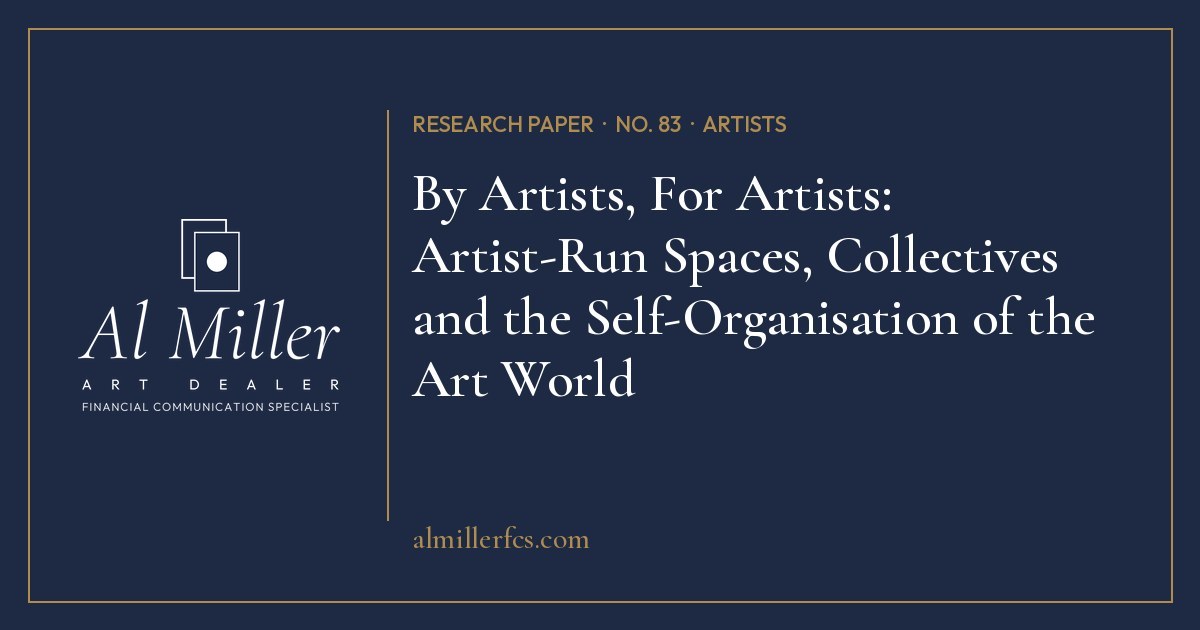 Al Miller
ART DEALER
FINANCIAL COMMUNICATION SPECIALIST
RESEARCH PAPER · NO. 83 · ARTISTS
By Artists, For Artists:
Artist-Run Spaces, Collectives
and the Self-Organisation of the
Art World
almillerfcs.com